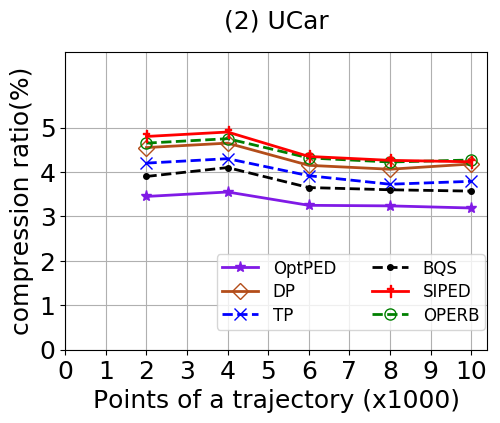 (2) UCar
compression ratio(%)
5
4
3
2
1
0
OptPED
DP
TP
BQS
SIPED
OPERB
0 1 2 3 4 5 6 7 8 9 10
Points of a trajectory (x1000)